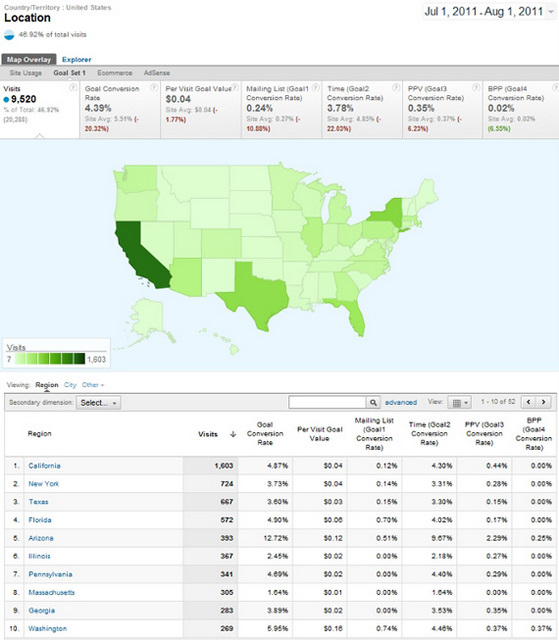 Country/Territory : United States
Location
Jul 1, 2011 - Aug 1, 2011
46.92% of total visits
Map Overlay Explorer
Site Usage Goal Set 1 Ecommerce AdSense
Visits
9,520
% of Total: 46.92%
(20,288)
Goal Conversion Rate
4.39%
Site Avg: 5.51% (-20.32%)
Per Visit Goal Value
$0.04
Site Avg: $0.04 (-1.77%)
Mailing List (Goal1 Conversion Rate)
0.24%
Site Avg: 0.27% (-10.88%)
Time (Goal2 Conversion Rate)
3.78%
Site Avg: 4.85% (-22.03%)
PPV (Goal3 Conversion Rate)
0.35%
Site Avg: 0.37% (-6.23%)
BPP (Goal4 Conversion Rate)
0.02%
Site Avg: 0.02% (6.55%)
Visits
7 1,603
Viewing: Region City Other
Secondary dimension: Select... advanced View: 1 - 10 of 52
Region Visits Goal Conversion Rate Per Visit Goal Value Mailing List (Goal1 Conversion Rate) Time (Goal2 Conversion Rate) PPV (Goal3 Conversion Rate) BPP (Goal4 Conversion Rate)
1. California 1,603 4.87% $0.04 0.12% 4.30% 0.44% 0.00%
2. New York 724 3.73% $0.04 0.14% 3.31% 0.28% 0.00%
3. Texas 667 3.60% $0.03 0.15% 3.30% 0.15% 0.00%
4. Florida 572 4.90% $0.06 0.70% 4.02% 0.17% 0.00%
5. Arizona 393 12.72% $0.12 0.51% 9.67% 2.29% 0.25%
6. Illinois 367 2.45% $0.02 0.00% 2.18% 0.27% 0.00%
7. Pennsylvania 341 4.69% $0.02 0.00% 4.40% 0.29% 0.00%
8. Massachusetts 305 1.64% $0.01 0.00% 1.64% 0.00% 0.00%
9. Georgia 283 3.89% $0.02 0.00% 3.53% 0.35% 0.00%
10. Washington 269 5.95% $0.16 0.74% 4.46% 0.37% 0.37%